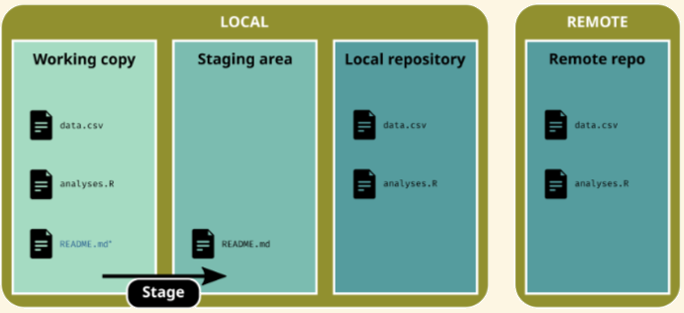 LOCAL
REMOTE
Working copy
Staging area
Local repository
Remote repo
data.csv
data.csv
data.csv
analyses.R
analyses.R
analyses.R
README.md*
README.md
Stage